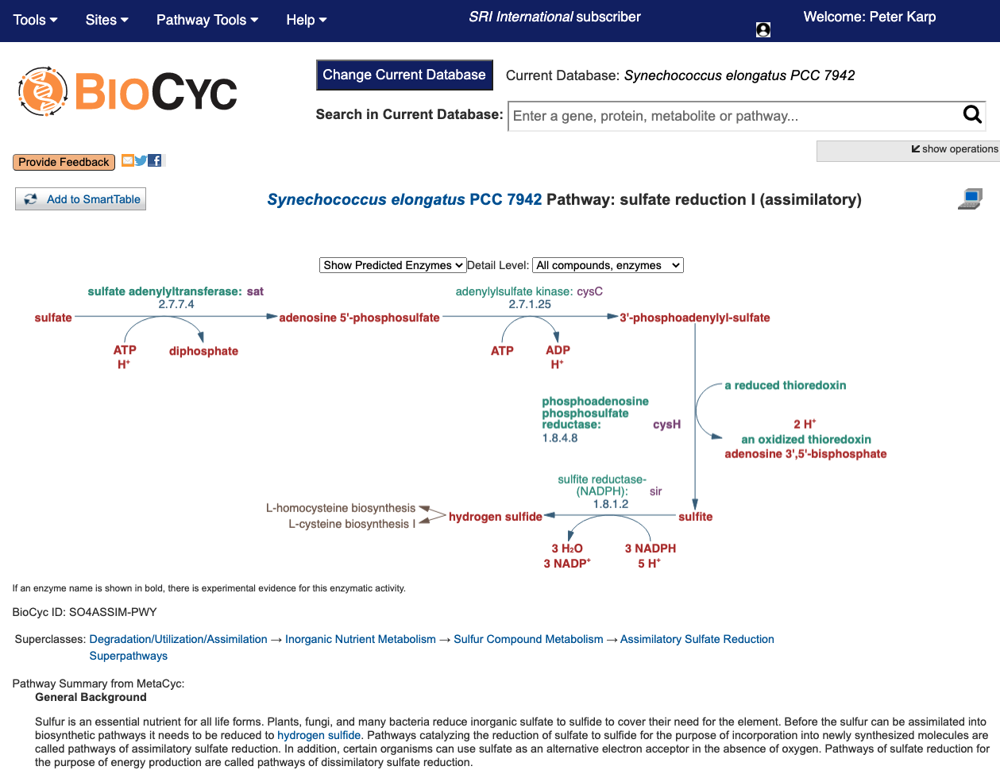 Tools Sites Pathway Tools Help SRI International subscriber Welcome: Peter Karp
BIOCYC
Change Current Database Current Database: Synechococcus elongatus PCC 7942
Search in Current Database: Enter a gene, protein, metabolite or pathway...
show operations
Provide Feedback
Add to SmartTable
Synechococcus elongatus PCC 7942 Pathway: sulfate reduction I (assimilatory)
Show Predicted Enzymes Detail Level: All compounds, enzymes
sulfate adenylyltransferase: sat
2.7.7.4
adenylylsulfate kinase: cysC
2.7.1.25
sulfate
adenosine 5'-phosphosulfate
3'-phosphoadenylyl-sulfate
ATP
H⁺
diphosphate
ATP
ADP
H⁺
a reduced thioredoxin
phosphoadenosine
phosphosulfate
reductase: cysH
1.8.4.8
2 H⁺
an oxidized thioredoxin
adenosine 3',5'-bisphosphate
sulfite reductase-
(NADPH): sir
1.8.1.2
L-homocysteine biosynthesis
L-cysteine biosynthesis I
hydrogen sulfide
sulfite
3 H₂O
3 NADP⁺
3 NADPH
5 H⁺
If an enzyme name is shown in bold, there is experimental evidence for this enzymatic activity.
BioCyc ID: SO4ASSIM-PWY
Superclasses: Degradation/Utilization/Assimilation → Inorganic Nutrient Metabolism → Sulfur Compound Metabolism → Assimilatory Sulfate Reduction
Superpathways
Pathway Summary from MetaCyc:
General Background
Sulfur is an essential nutrient for all life forms. Plants, fungi, and many bacteria reduce inorganic sulfate to sulfide to cover their need for the element. Before the sulfur can be assimilated into
biosynthetic pathways it needs to be reduced to hydrogen sulfide. Pathways catalyzing the reduction of sulfate to sulfide for the purpose of incorporation into newly synthesized molecules are
called pathways of assimilatory sulfate reduction. In addition, certain organisms can use sulfate as an alternative electron acceptor in the absence of oxygen. Pathways of sulfate reduction for
the purpose of energy production are called pathways of dissimilatory sulfate reduction.